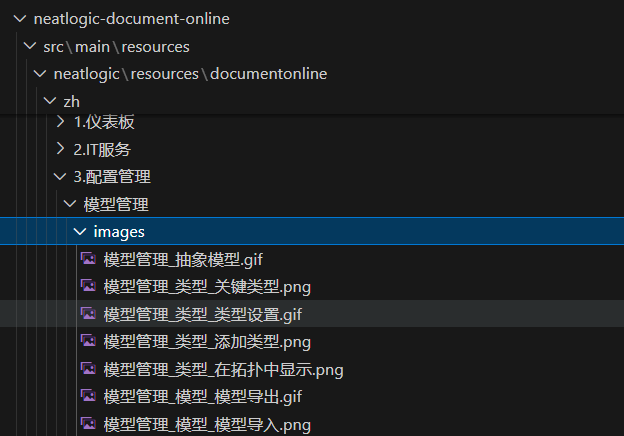 neatlogic-document-online
src\main\resources
neatlogic\resources\documentonline
zh
1.仪表板
2.IT服务
3.配置管理
模型管理
images
模型管理_抽象模型.gif
模型管理_类型_关键类型.png
模型管理_类型_类型设置.gif
模型管理_类型_添加类型.png
模型管理_类型_在拓扑中显示.png
模型管理_模型_模型导出.gif
模型管理_模型_模型导入.png